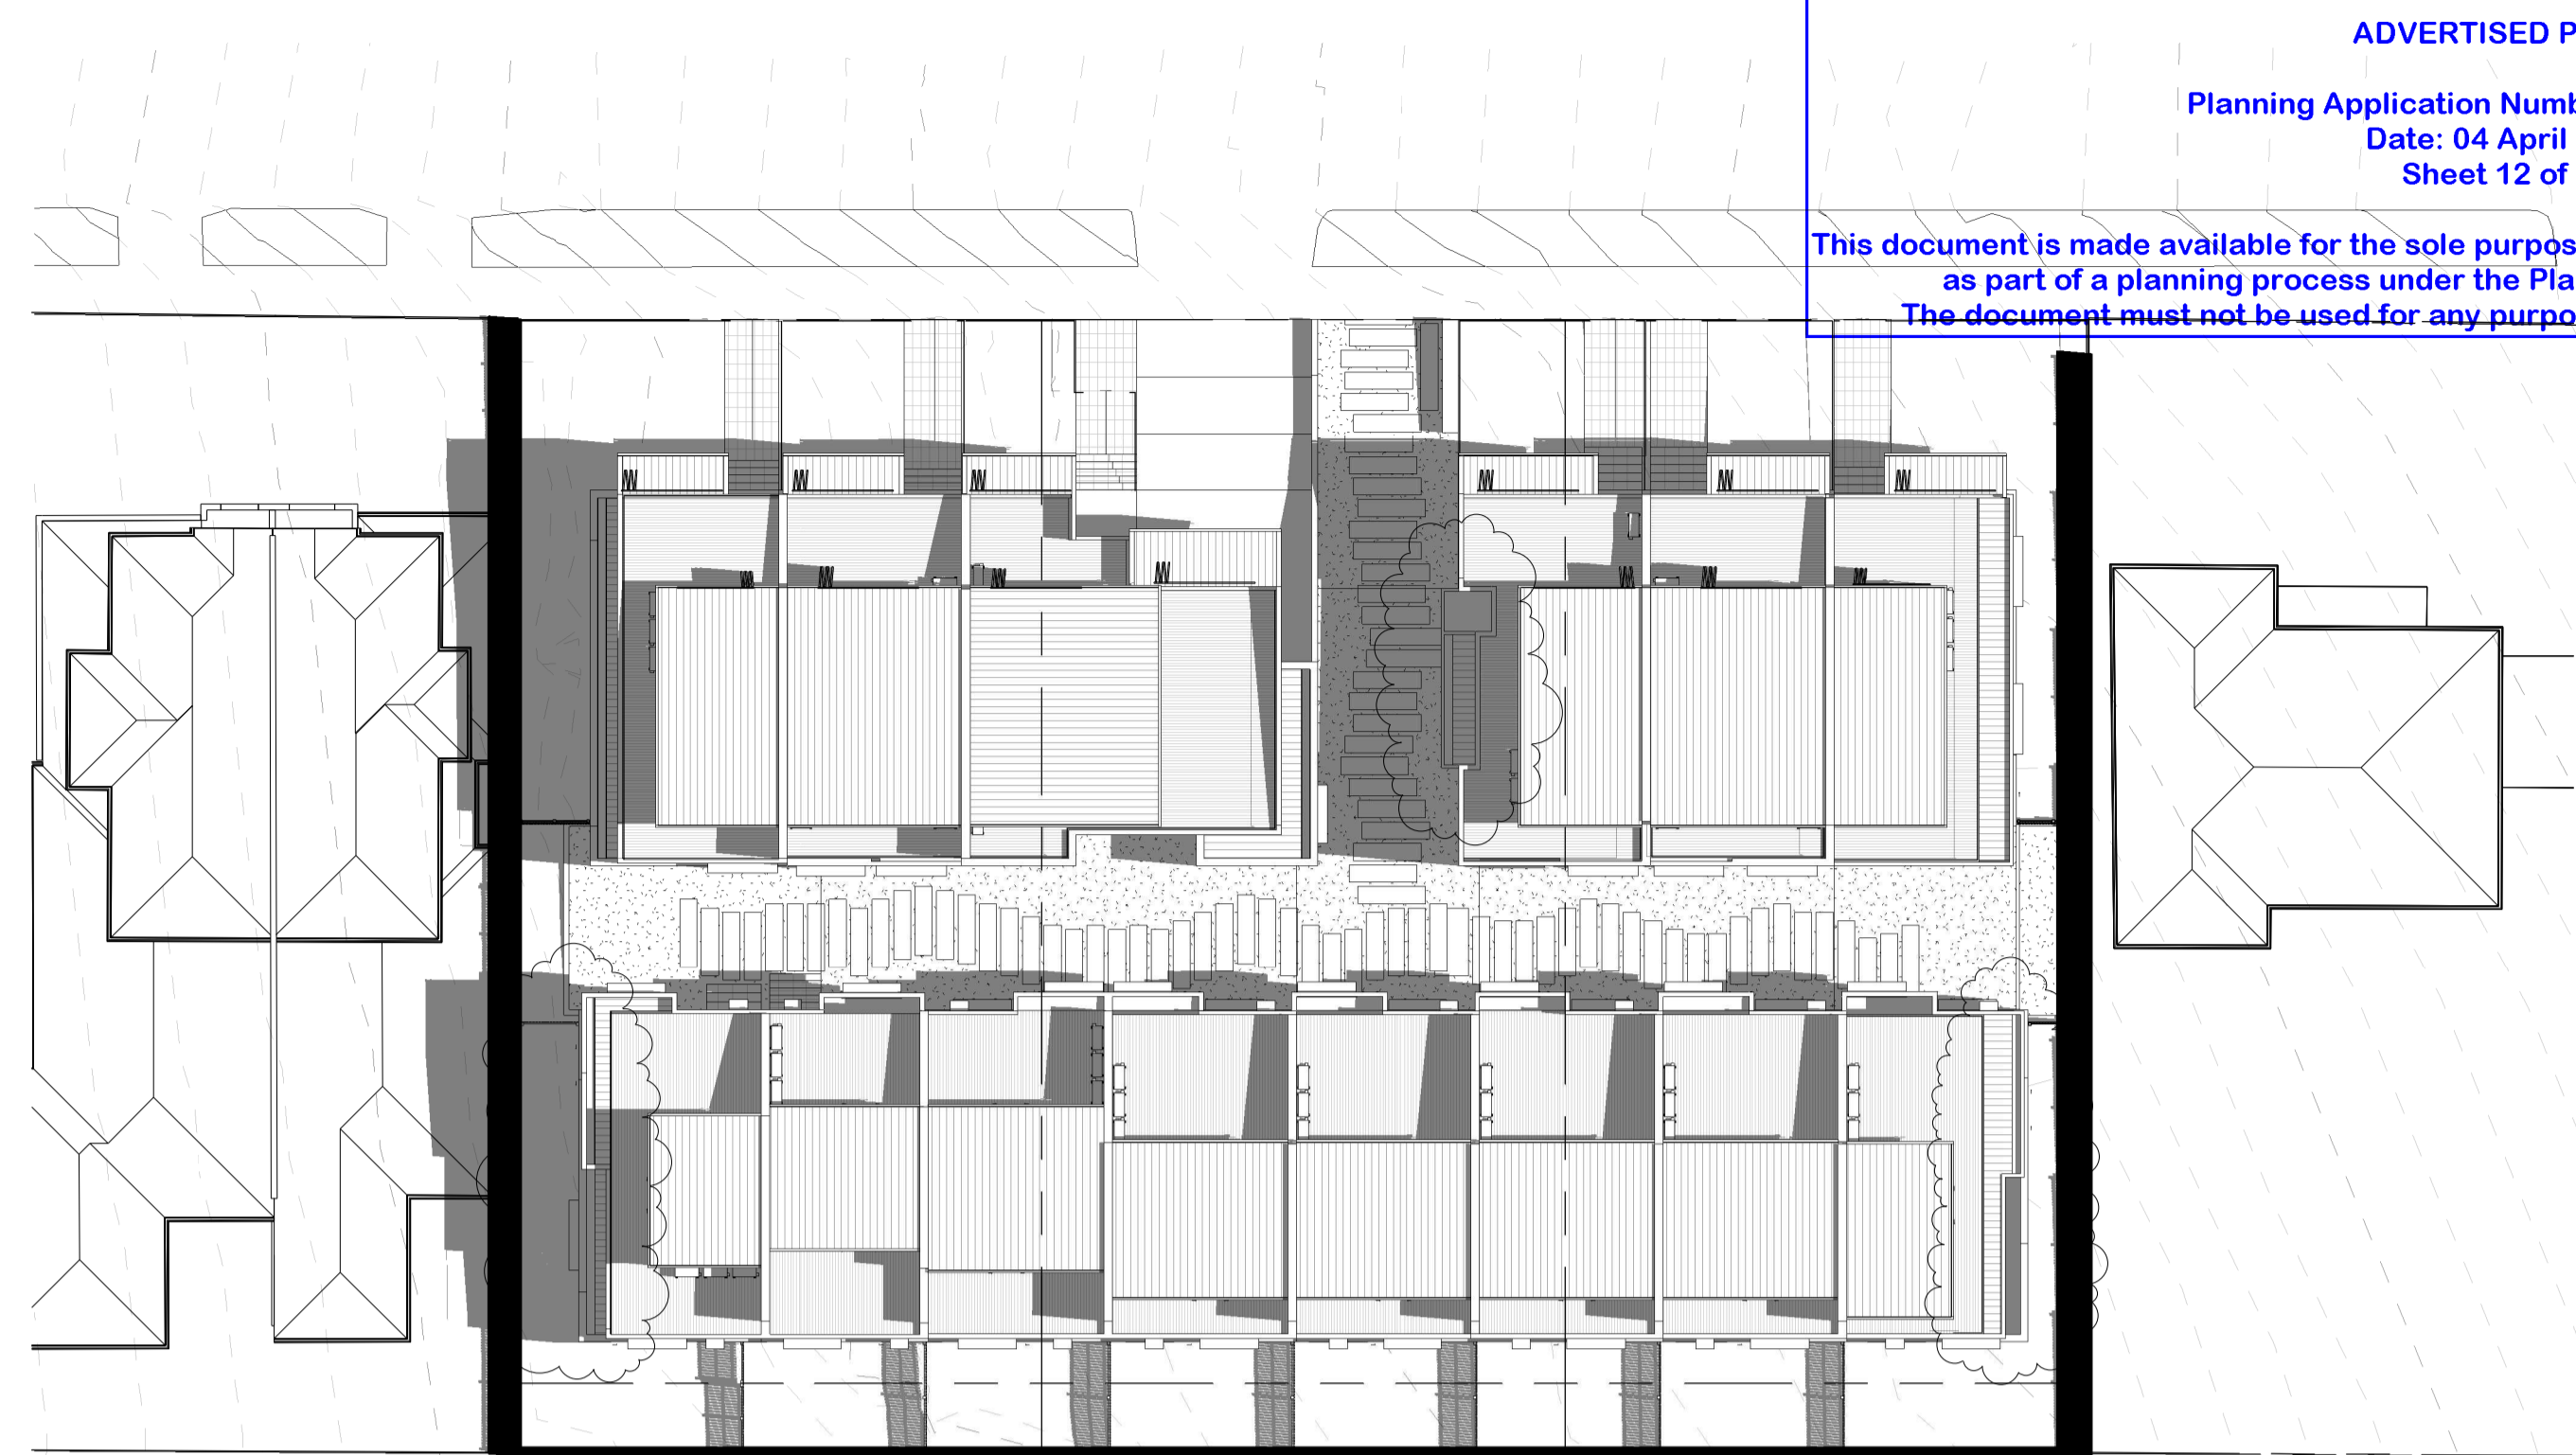 ADVERTISED P
Planning Application Numb
Date: 04 April
Sheet 12 of
This document is made available for the sole purpos
as part of a planning process under the Pla
The document must not be used for any purpo